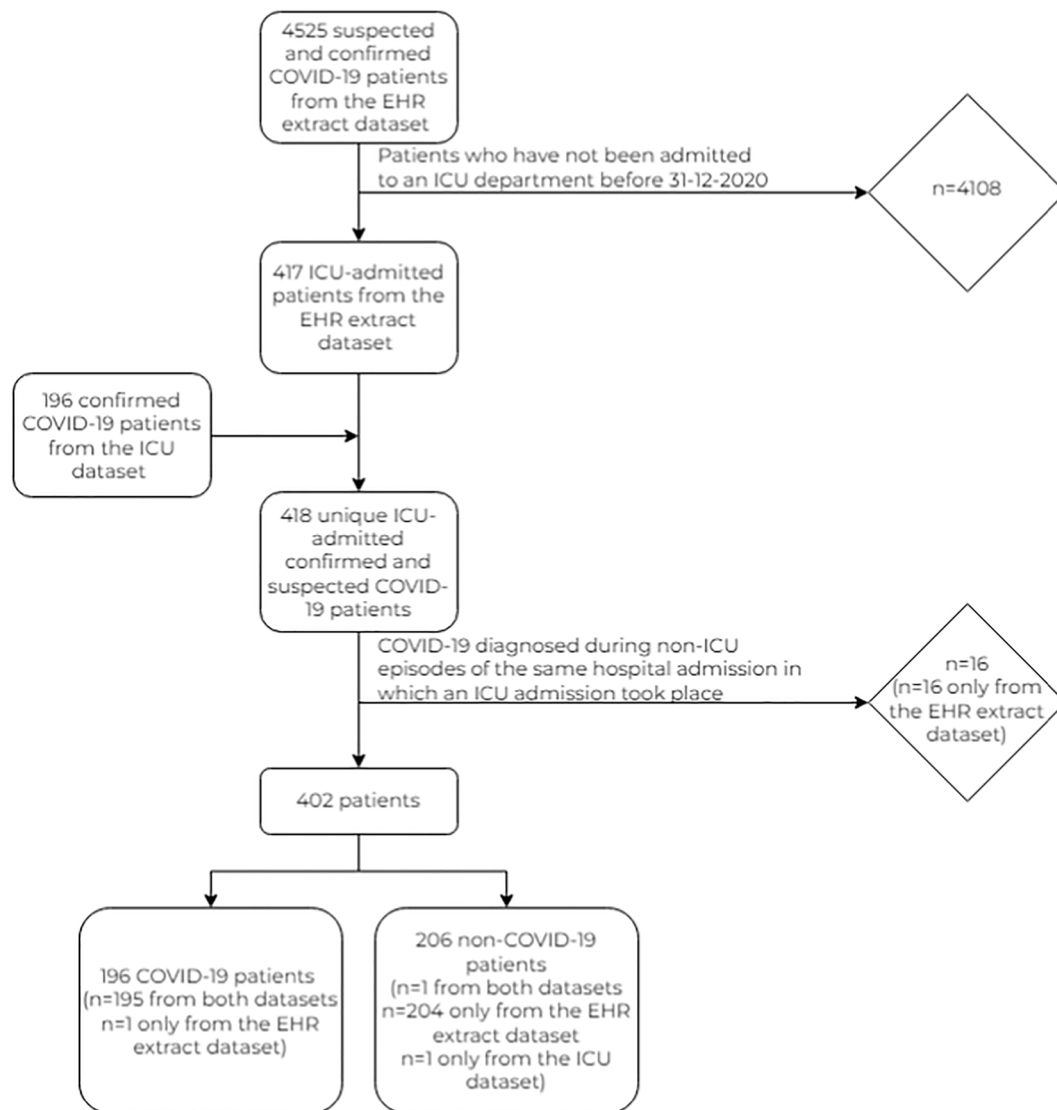 4525 suspected
and confirmed
COVID-19 patients
from the EHR
extract dataset
Patients who have not been admitted
to an ICU department before 31-12-2020
n=4108
417 ICU-admitted
patients from the
EHR extract
dataset
196 confirmed
COVID-19 patients
from the ICU
dataset
418 unique ICU-
admitted
confirmed and
suspected COVID-
19 patients
COVID-19 diagnosed during non-ICU
episodes of the same hospital admission in
which an ICU admission took place
n=16
(n=16 only from
the EHR extract
dataset)
402 patients
196 COVID-19 patients
(n=195 from both datasets
n=1 only from the EHR
extract dataset)
206 non-COVID-19
patients
(n=1 from both datasets
n=204 only from the EHR
extract dataset
n=1 only from the ICU
dataset)